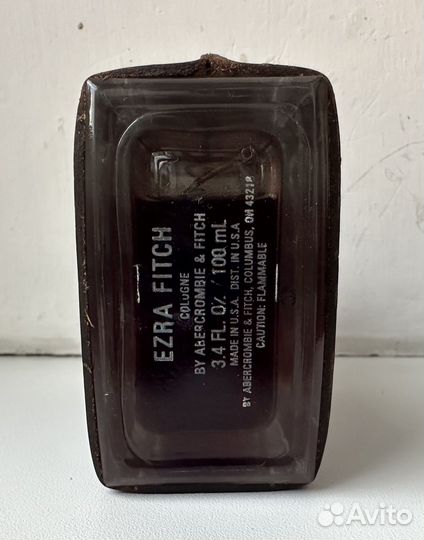 EZRA FITCH
COLOGNE
BY ABERCROMBIE & FITCH
3.4 FL. OZ / 100 mL
MADE IN U.S.A. DIST. IN U.S.A
BY ABERCROMBIE & FITCH, COLUMBUS, OH 43218
CAUTION: FLAMMABLE
Avito